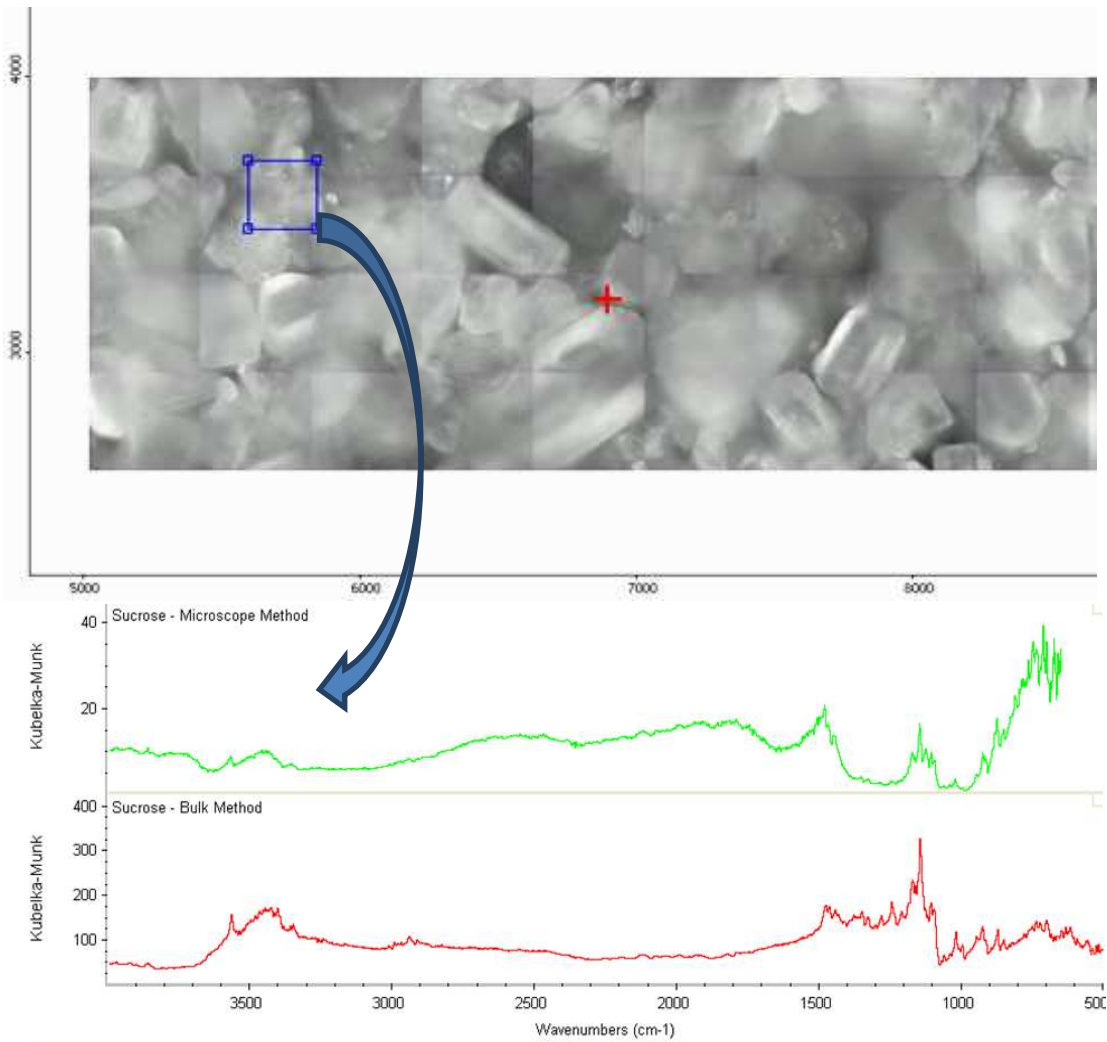 4000
3000
5000 6000 7000 8000
Sucrose - Microscope Method
40
20
Kubelka-Munk
Sucrose - Bulk Method
400
300
200
100
Kubelka-Munk
3500 3000 2500 2000 1500 1000 500
Wavenumbers (cm-1)